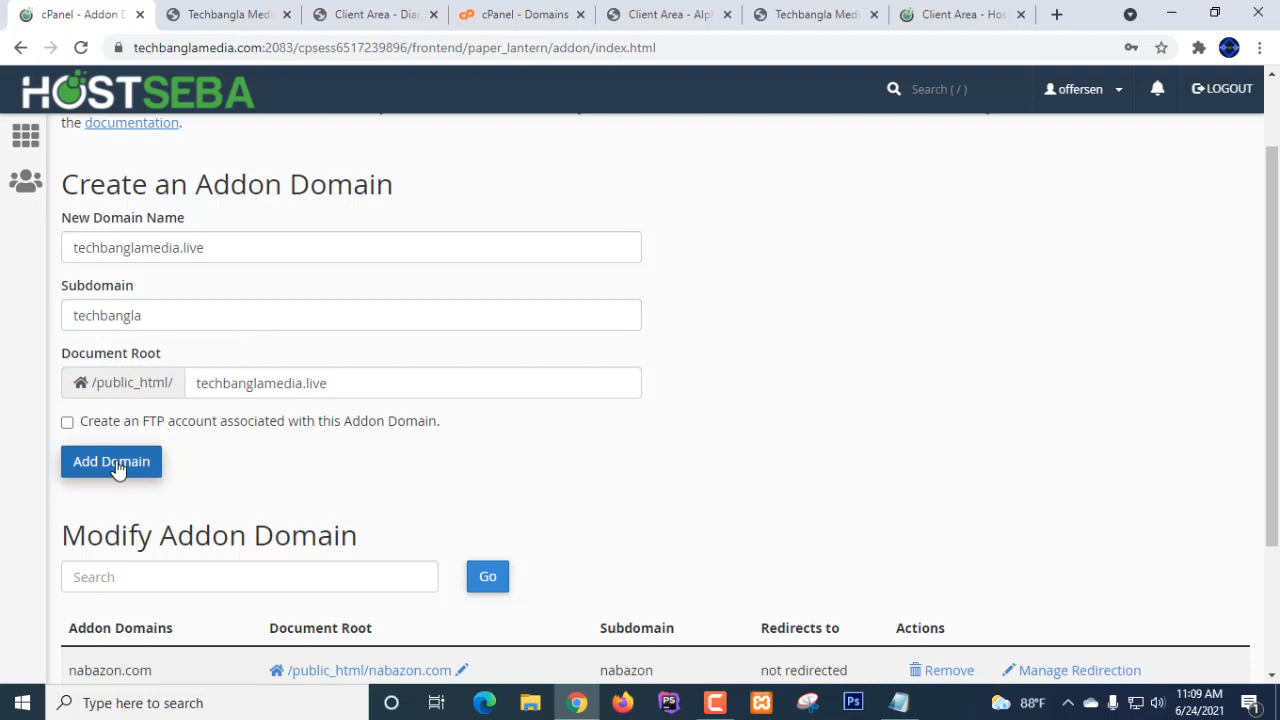 cPanel - Addon D
Techbangla Medi
Client Area - Dia
cPanel - Domains
Client Area - Alp
Techbangla Med
Client Area - Hos
techbanglamedia.com:2083/cpsess6517239896/frontend/paper_lantern/addon/index.html
HOSTSEBA
Search ( / )
offersen
LOGOUT
the documentation.
Create an Addon Domain
New Domain Name
techbanglamedia.live
Subdomain
techbangla
Document Root
/public_html/ techbanglamedia.live
Create an FTP account associated with this Addon Domain.
Add Domain
Modify Addon Domain
Search
Go
Addon Domains Document Root Subdomain Redirects to Actions
nabazon.com /public_html/nabazon.com nabazon not redirected Remove Manage Redirection
Type here to search
88°F
11:09 AM
6/24/2021